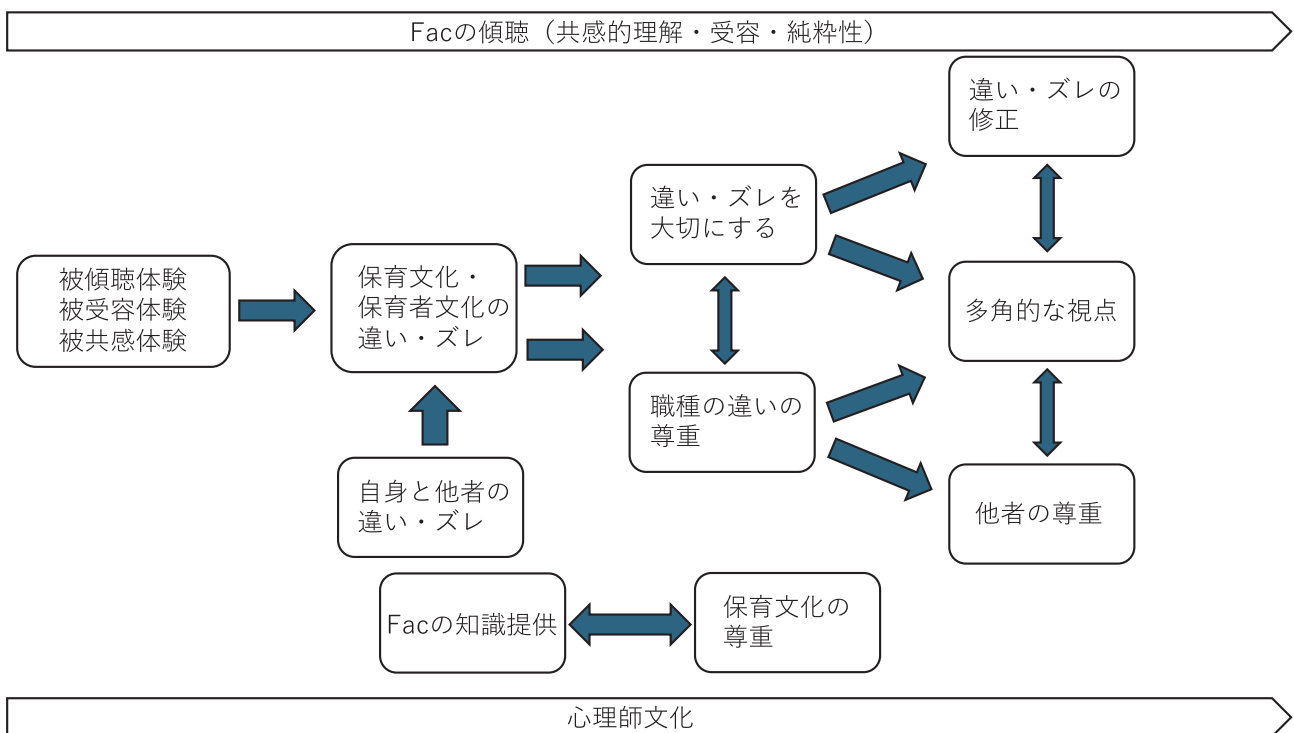 Facの傾聴（共感的理解・受容・純粋性）
違い・ズレの
修正
違い・ズレを
大切にする
被傾聴体験
被受容体験
被共感体験
保育文化・
保育者文化の
違い・ズレ
多角的な視点
職種の違いの
尊重
自身と他者の
違い・ズレ
他者の尊重
Facの知識提供
保育文化の
尊重
心理師文化